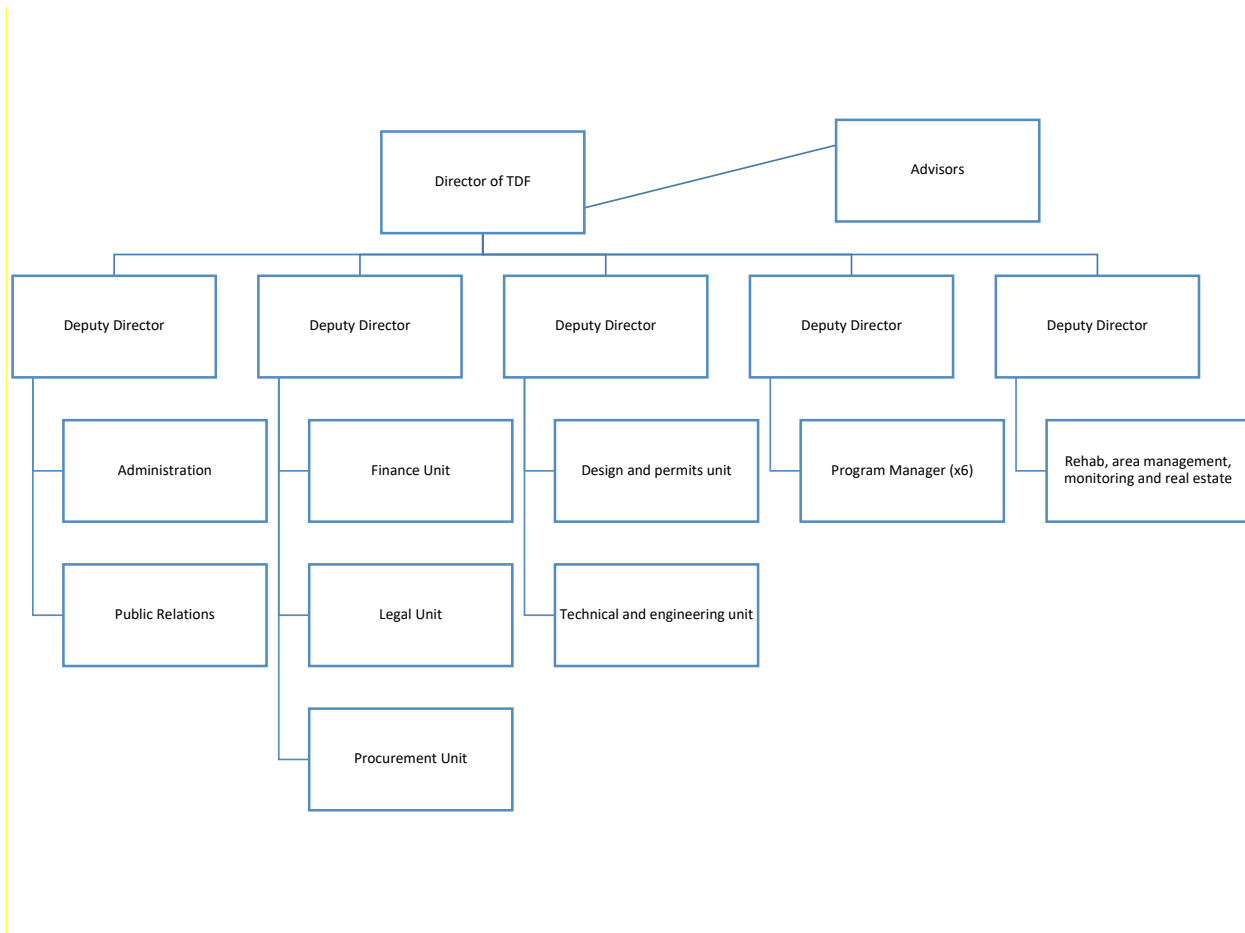 Director of TDF
Advisors
Deputy Director
Deputy Director
Deputy Director
Deputy Director
Deputy Director
Administration
Finance Unit
Design and permits unit
Program Manager (x6)
Rehab, area management,
monitoring and real estate
Public Relations
Legal Unit
Technical and engineering unit
Procurement Unit